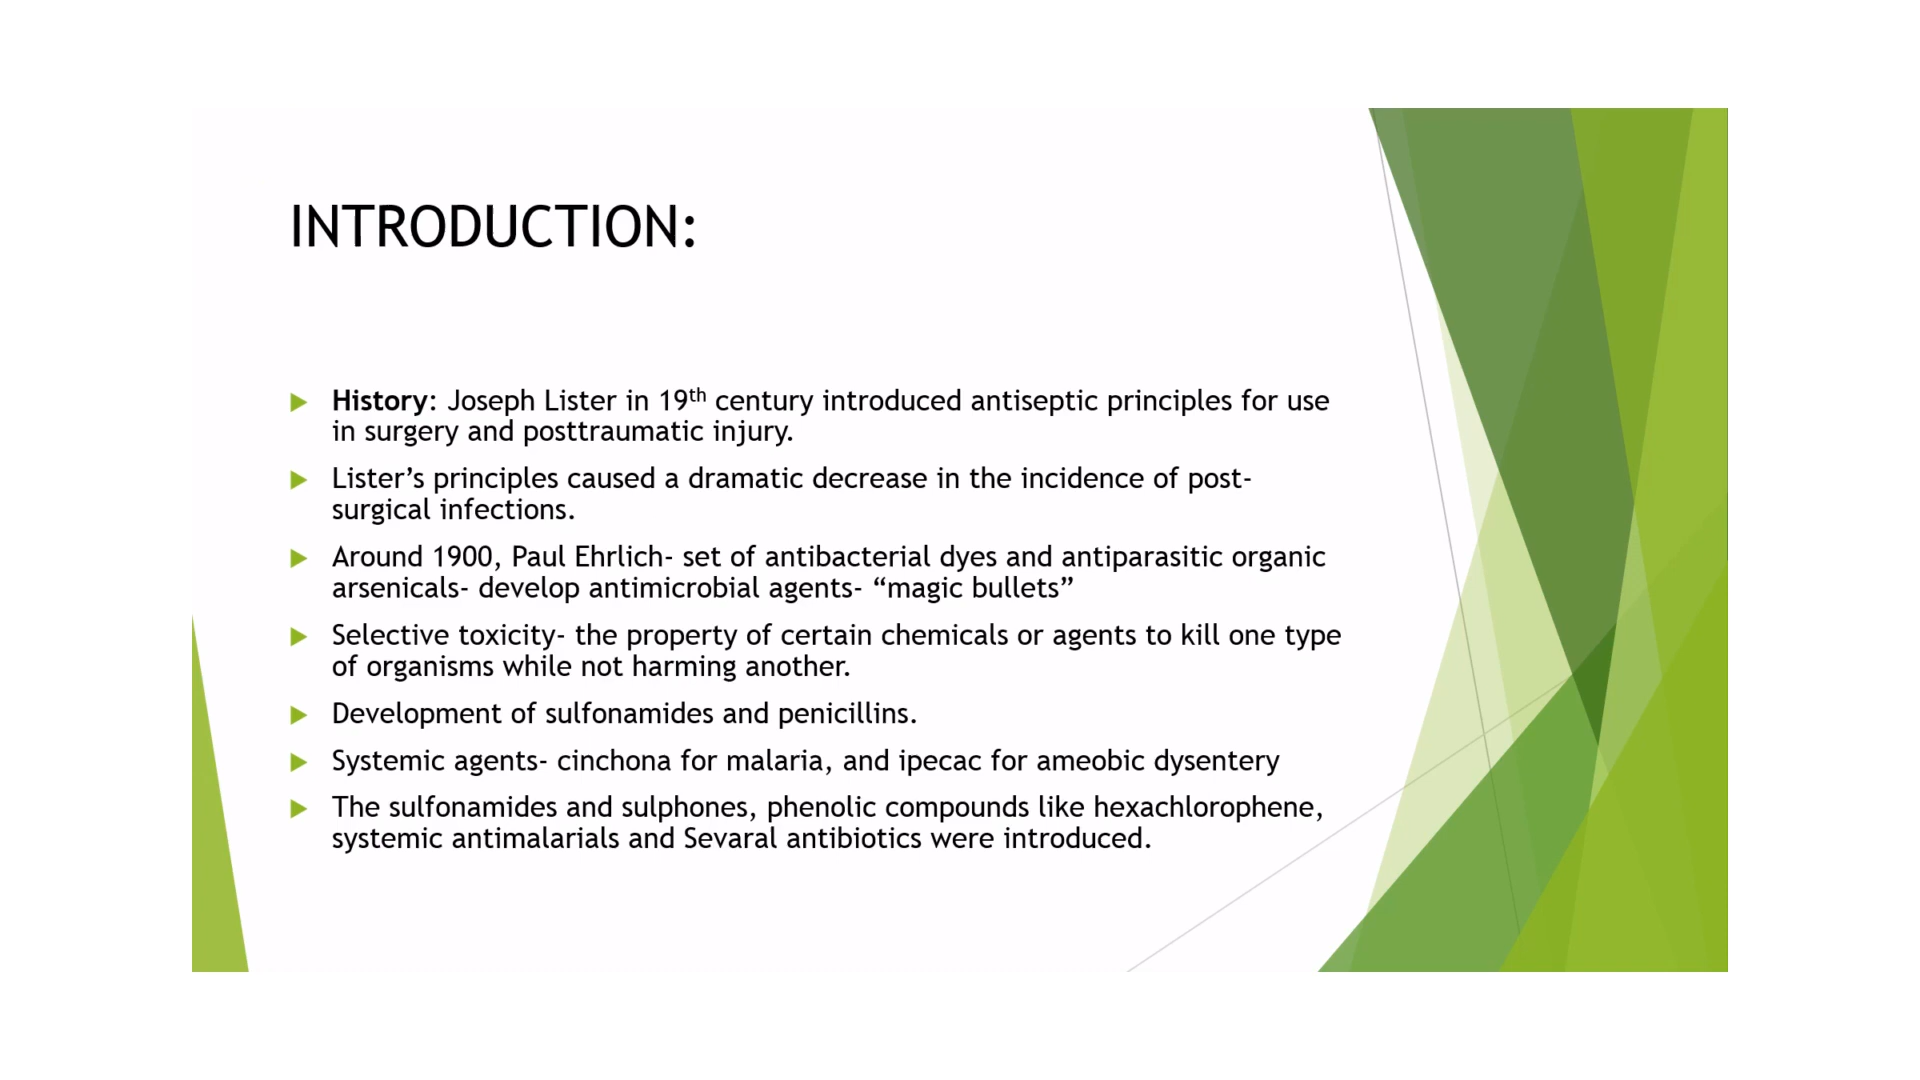 INTRODUCTION:
History: Joseph Lister in 19th century introduced antiseptic principles for use
in surgery and posttraumatic injury.
Lister’s principles caused a dramatic decrease in the incidence of post-
surgical infections.
Around 1900, Paul Ehrlich- set of antibacterial dyes and antiparasitic organic
arsenicals- develop antimicrobial agents- “magic bullets”
Selective toxicity- the property of certain chemicals or agents to kill one type
of organisms while not harming another.
Development of sulfonamides and penicillins.
Systemic agents- cinchona for malaria, and ipecac for ameobic dysentery
The sulfonamides and sulphones, phenolic compounds like hexachlorophene,
systemic antimalarials and Sevaral antibiotics were introduced.